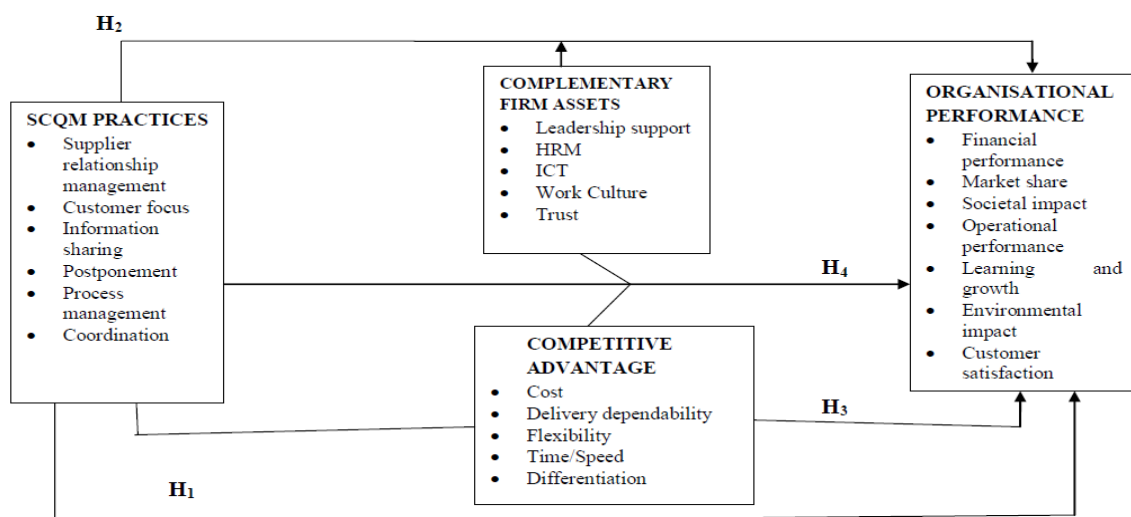 H2
SCQM PRACTICES
• Supplier
relationship
management
• Customer focus
• Information
sharing
• Postponement
• Process
management
• Coordination
COMPLEMENTARY
FIRM ASSETS
• Leadership support
• HRM
• ICT
• Work Culture
• Trust
ORGANISATIONAL
PERFORMANCE
• Financial
performance
• Market share
• Societal impact
• Operational
performance
• Learning and
growth
• Environmental
impact
• Customer
satisfaction
H4
COMPETITIVE
ADVANTAGE
• Cost
• Delivery dependability
• Flexibility
• Time/Speed
• Differentiation
H3
H1